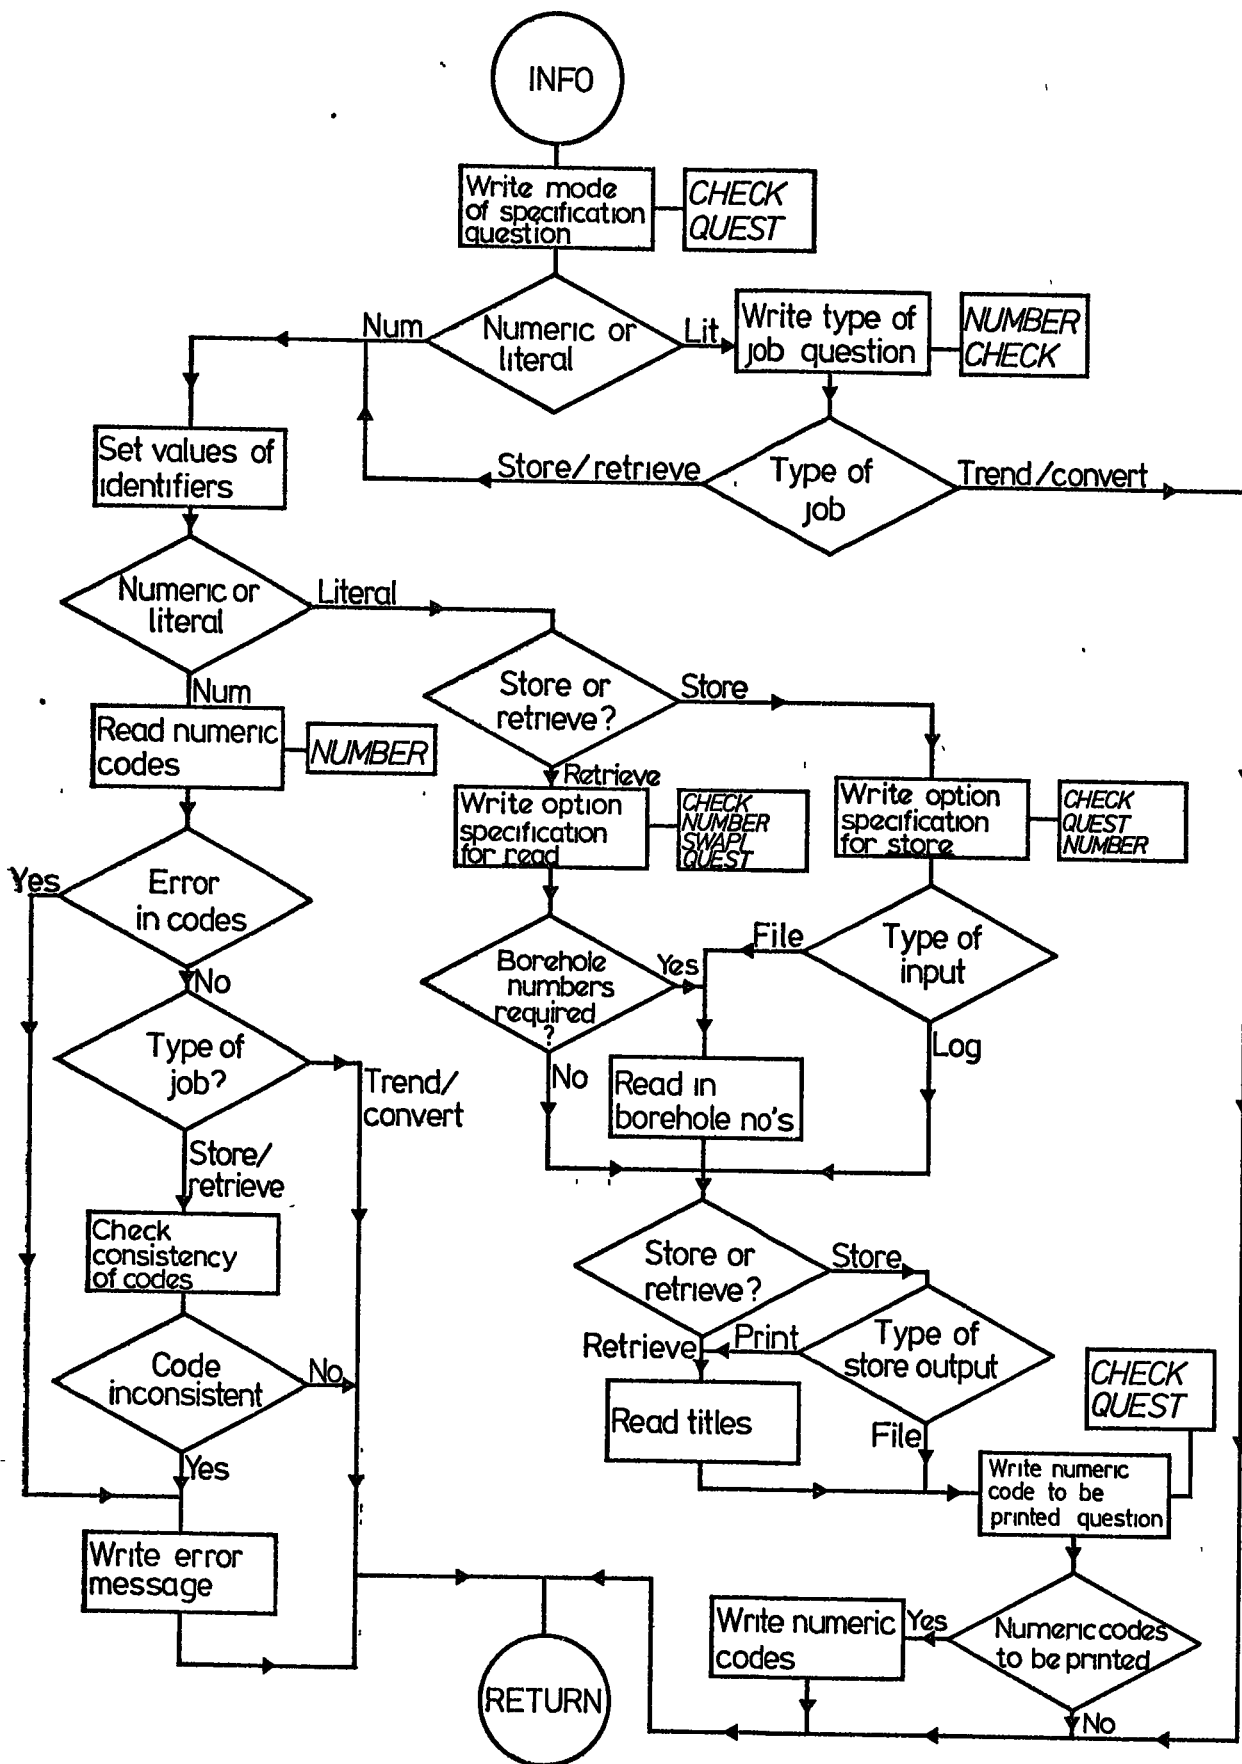 INFO
Write mode
of specification
question
CHECK
QUEST
Num
Numeric or
literal
Lit
Write type of
job question
NUMBER
CHECK
Set values of
identifiers
Store/retrieve
Type of
job
Trend/convert
Numeric or
literal
Literal
Num
Store or
retrieve?
Store
Read numeric
codes
NUMBER
Retrieve
Write option
specification
for read
CHECK
NUMBER
SWAPL
QUEST
Write option
specification
for store
CHECK
QUEST
NUMBER
Yes
Error
in codes
No
Borehole
numbers
required
?
Yes
File
Type of
input
Type of
job?
Trend/
convert
No
Read in
borehole no's
Log
Store/
retrieve
Check
consistency
of codes
Store or
retrieve?
Store
Code
inconsistent
No
Yes
Retrieve
Print
Type of
store output
CHECK
QUEST
Read titles
File
Write numeric
code to be
printed question
Write error
message
Write numeric
codes
Yes
Numeric codes
to be printed
No
RETURN